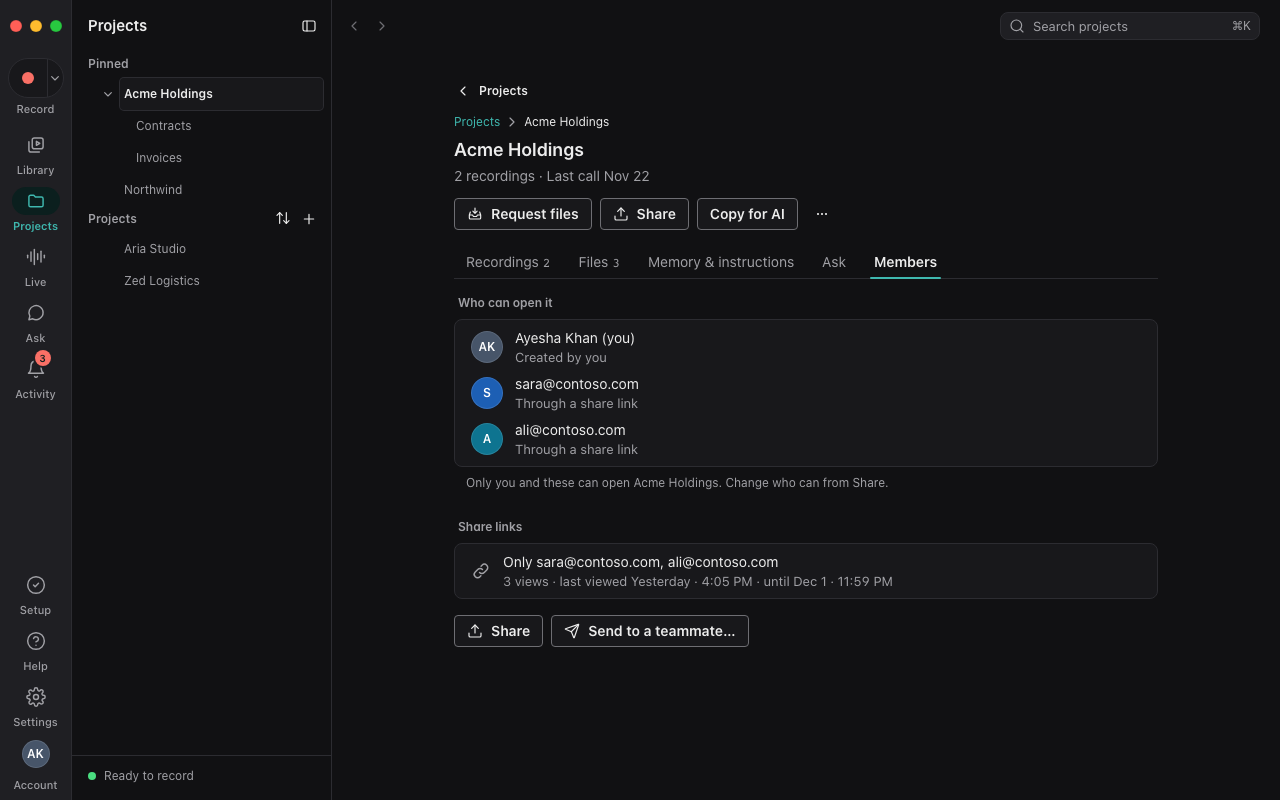 Projects
Record
Library
Projects
Live
Ask
3
Activity
Setup
Help
Settings
AK
Account
Pinned
Acme Holdings
Contracts
Invoices
Northwind
Projects
Aria Studio
Zed Logistics
Ready to record
Search projects ⌘K
Projects
Projects > Acme Holdings
Acme Holdings
2 recordings · Last call Nov 22
Request files Share Copy for AI ···
Recordings 2 Files 3 Memory & instructions Ask Members
Who can open it
AK Ayesha Khan (you)
Created by you
S sara@contoso.com
Through a share link
A ali@contoso.com
Through a share link
Only you and these can open Acme Holdings. Change who can from Share.
Share links
Only sara@contoso.com, ali@contoso.com
3 views · last viewed Yesterday · 4:05 PM · until Dec 1 · 11:59 PM
Share Send to a teammate...